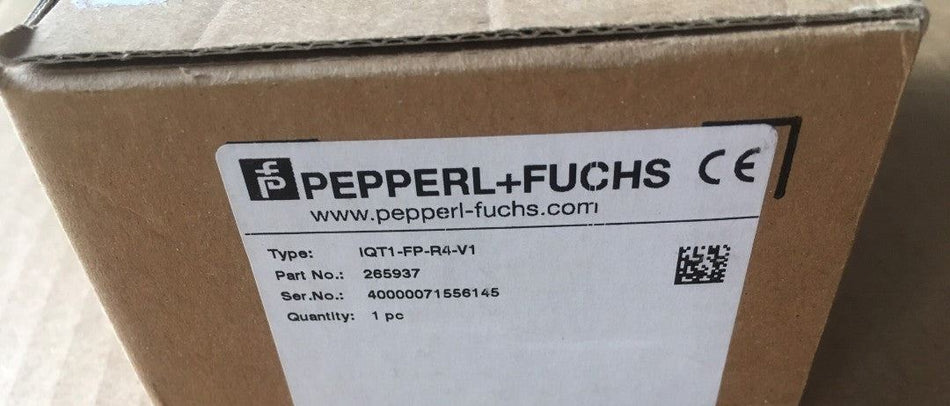 PEPPERL+FUCHS CE
www.pepperl-fuchs.com
Type: IQT1-FP-R4-V1
Part No.: 265937
Ser.No.: 40000071556145
Quantity: 1 pc